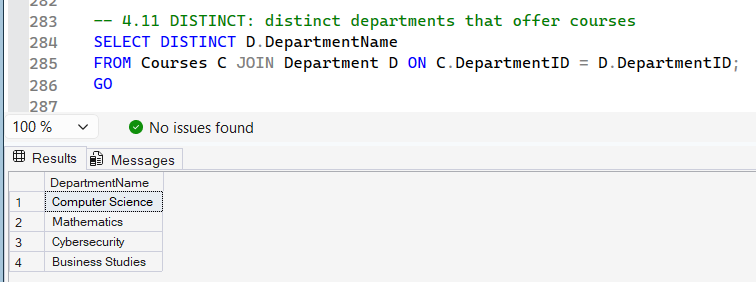 282
283 -- 4.11 DISTINCT: distinct departments that offer courses
284 SELECT DISTINCT D.DepartmentName
285 FROM Courses C JOIN Department D ON C.DepartmentID = D.DepartmentID;
286 GO
287
100 % No issues found
Results Messages
DepartmentName
1 Computer Science
2 Mathematics
3 Cybersecurity
4 Business Studies